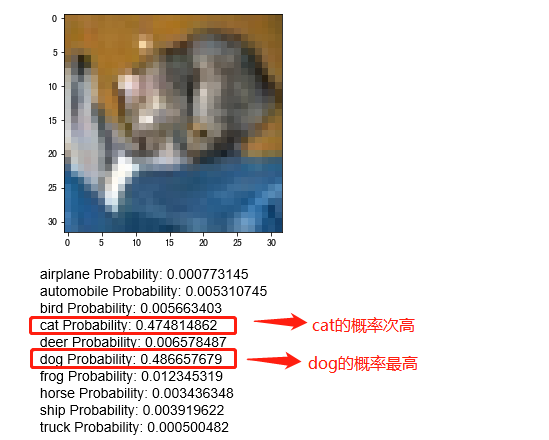 0
5
10
15
20
25
30
0 5 10 15 20 25 30
airplane Probability: 0.000773145
automobile Probability: 0.005310745
bird Probability: 0.005663403
cat Probability: 0.474814862 cat的概率次高
deer Probability: 0.006578487
dog Probability: 0.486657679 dog的概率最高
frog Probability: 0.012345319
horse Probability: 0.003436348
ship Probability: 0.003919622
truck Probability: 0.000500482